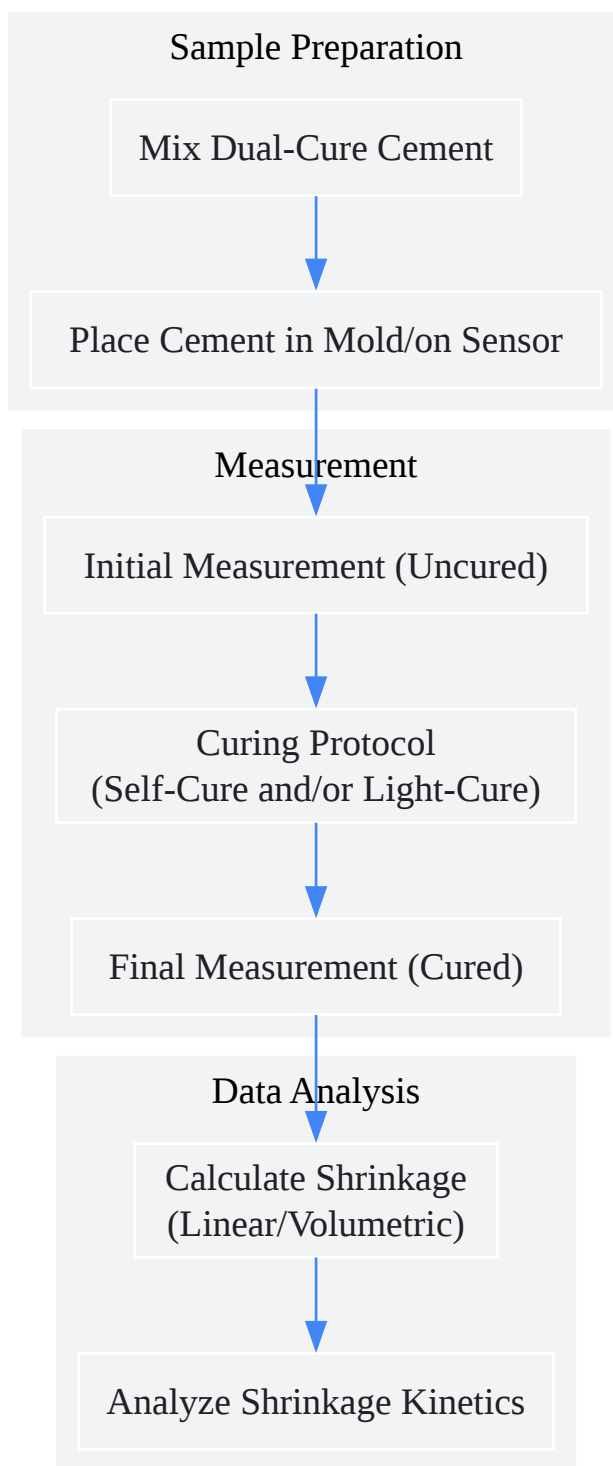 Sample Preparation
Mix Dual-Cure Cement
Place Cement in Mold/on Sensor
Measurement
Initial Measurement (Uncured)
Curing Protocol
(Self-Cure and/or Light-Cure)
Final Measurement (Cured)
Data Analysis
Calculate Shrinkage
(Linear/Volumetric)
Analyze Shrinkage Kinetics